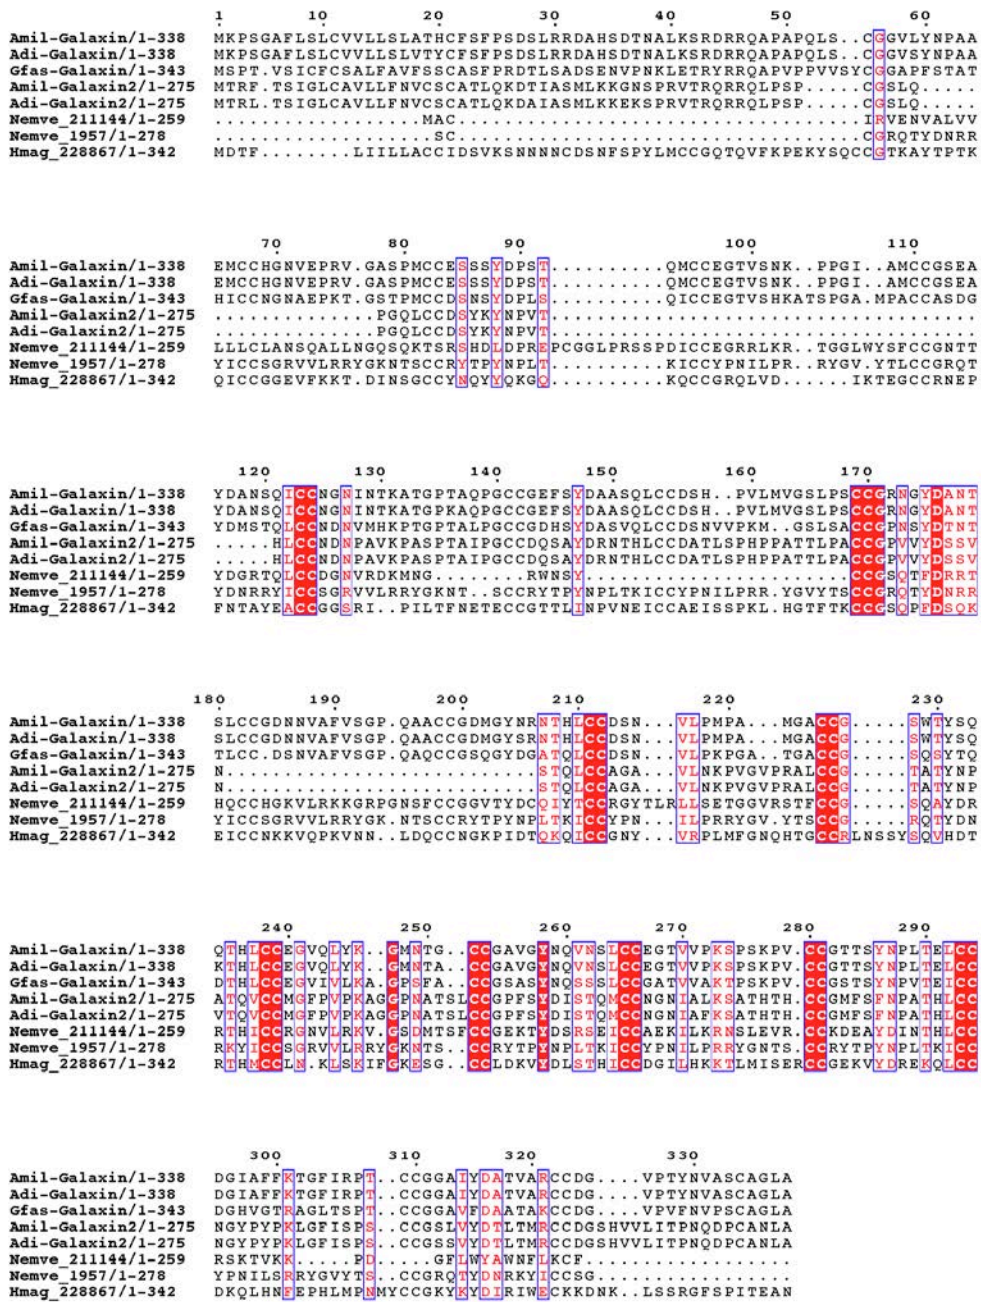 1 10 20 30 40 50 60
Amil-Galaxin/1-338 MKPSGAFLSLCVVLLSLATHCFSFPSDSLRRDAHSDTNALKSRDRRQAPAPQLS..CGGVLYNPAA
Adi-Galaxin/1-338 MKPSGAFLSLCVVLLSLVTYCFSFPSDSLRRDAHSDTNALKSRDRRQAPAPQLS..CGGVSYNPAA
Gfas-Galaxin/1-343 MSPT.VSICFCSALFAVFSSCASFPRDTLSADSENVPNKLETRYRRQAPVPPVVSYCGGAPFSTAT
Amil-Galaxin2/1-275 MTRF.TSIGLCAVLLFNVCSCATLQKDTIASMLKKGNSPRVTRQRRQLPSP.....CGSLQ.....
Adi-Galaxin2/1-275 MTRL.TSIGLCAVLLFNVCSCATLQKDAIASMLKKEKSPRVTRQRRQLPSP.....CGSLQ.....
Nemve_211144/1-259 ..................MAC...................................IRVENVALVV
Nemve_1957/1-278 ...................SC...................................CGRQTYDNRR
Hmag_228867/1-342 MDTF........LIILLACCIDSVKSNNNNCDSNFSPYLMCCGQTQVFKPEKYSQCCGTKAYTPTK
70 80 90 100 110
Amil-Galaxin/1-338 EMCCHGNVEPRV.GASPMCCESSSYDPST..........QMCCEGTVSNK..PPGI..AMCCGSEA
Adi-Galaxin/1-338 EMCCHGNVEPRV.GASPMCCESSSYDPST..........QMCCEGTVSNK..PPGI..AMCCGSEA
Gfas-Galaxin/1-343 HICCNGNAEPKT.GSTPMCCDSNSYDPLS..........QICCEGTVSHKATSPGA.MPACCASDG
Amil-Galaxin2/1-275 ..............PGQLCCDSYKYNPVT.....................................
Adi-Galaxin2/1-275 ..............PGQLCCDSYKYNPVT.....................................
Nemve_211144/1-259 LLLCLANSQALLNGQSQKTSRSHDLDPREPCGGLPRSSPDICCEGRRLKR..TGGLWYSFCCGNTT
Nemve_1957/1-278 YICCSGRVVLRRYGKNTSCCRYTPYNPLT..........KICCYPNILPR..RYGV.YTLCCGRQT
Hmag_228867/1-342 QICCGGEVFKKT.DINSGCCYNQYYQKGQ..........KQCCGRQLVD.....IKTEGCCRNEP
120 130 140 150 160 170
Amil-Galaxin/1-338 YDANSQICCNGNINTKATGPTAQPGCCGEFSYDAASQLCCDSH..PVLMVGSLPSCCGRNGYDANT
Adi-Galaxin/1-338 YDANSQICCNGNINTKATGPKAQPGCCGEFSYDAASQLCCDSH..PVLMVGSLPSCCGRNGYDANT
Gfas-Galaxin/1-343 YDMSTQLCCNDNVMHKPTGPTALPGCCGDHSYDASVQLCCDSNVVPKM..GSLSACCGPNSYDTNT
Amil-Galaxin2/1-275 .....HLCCNDNPAVKPASPTAIPGCCDQSAYDRNTHLCCDATLSPHPPATTLPACCGPVVYDSSV
Adi-Galaxin2/1-275 .....HLCCNDNPAVKPASPTAIPGCCDQSAYDRNTHLCCDATLSPHPPATTLPACCGPVVYDSSV
Nemve_211144/1-259 YDGRTQLCCDGNVRDKMNG........RWNSY.......................CCGSQTFDRRT
Nemve_1957/1-278 YDNRRYICCSGRVVLRRYGKNT...SCCRYTPYNPLTKICCYPNILPRR.YGVYTSCCGRQTYDNRR
Hmag_228867/1-342 FNTAYEACCGGSRI..PILTFNETECCGTTLINPVNEICCAEISSPKL.HGTFTKCCGSQPFDSQK
180 190 200 210 220 230
Amil-Galaxin/1-338 SLCCGDNNVAFVSGP.QAACCGDMGYNRNTHLCCDSN...VLPMPA...MGACCG.....SWTYSQ
Adi-Galaxin/1-338 SLCCGDNNVAFVSGP.QAACCGDMGYSRNTHLCCDSN...VLPMPA...MGACCG.....SWTYSQ
Gfas-Galaxin/1-343 TLCC.DSNVAFVSGP.QAQCCGSQGYDGATQLCCDSN...VLPKPGA..TGACCG.....SQSYTQ
Amil-Galaxin2/1-275 N...........................STQLCCAGA...VLNKPVGVPRALCCG.....TATYNP
Adi-Galaxin2/1-275 N...........................STQLCCAGA...VLNKPVGVPRALCCG.....TATYNP
Nemve_211144/1-259 HQCCHGKVLRKKGRPGNSFCCGGVTYDCQIYTCCRGYTLRLLSETGGVRSTFCCG.....SQAYDR
Nemve_1957/1-278 YICCSGRVVLRRYGK.NTSCCRYTPYNPLTKICCYPN...ILPRRYGV.YTSCCG.....RQTYDN
Hmag_228867/1-342 EICCNKKVQPKVNN..LDQCCNGKPIDTQKQICCGNY...VRPLMFGNQHTGCCRLNSSYSQVHDT
240 250 260 270 280 290
Amil-Galaxin/1-338 QTHLCCEGVQLYK..GMNTG..CCGAVGYNQVNSLCCEGTVVPKSPSKPV.CCGTTSYNPLTELCC
Adi-Galaxin/1-338 KTHLCCEGVQLYK..GMNTA..CCGAVGYNQVNSLCCEGTVVPKSPSKPV.CCGTTSYNPLTELCC
Gfas-Galaxin/1-343 DTHLCCEGVIVLKA.GPSFA..CCGSASYNQSSSLCCGATVVAKTPSKPV.CCGSTSYNPVTEICC
Amil-Galaxin2/1-275 ATQVCCMGFPVPKAGGPNATSLCCGPFSYDISTQMCCNGNIALKSATHTH.CCGMFSFNPATHLCC
Adi-Galaxin2/1-275 VTQVCCMGFPVPKAGGPNATSLCCGPFSYDISTQMCCNGNIAFKSATHTH.CCGMFSFNPATHLCC
Nemve_211144/1-259 RTHICCRGNVLRKV.GSDMTSFCCGEKTYDSRSEICCAEKILKRNSLEVR.CCKDEAYDINTHLCC
Nemve_1957/1-278 RKYICCSGRVVLRRYGKNTS..CCRYTPYNPLTKICCYPNILPRRYGNTS.CCRYTPYNPLTKICC
Hmag_228867/1-342 RTHMCCLN.KLSKIFGKESG..CCLDKVYDLSTHICCDGILHKKTLMISERCCGEKVYDREKQLCC
300 310 320 330
Amil-Galaxin/1-338 DGIAFFKTGFIRPT..CCGGAIYDATVARCCDG....VPTYNVASCAGLA
Adi-Galaxin/1-338 DGIAFFKTGFIRPT..CCGGAIYDATVARCCDG....VPTYNVASCAGLA
Gfas-Galaxin/1-343 DGHVGTRAGLTSPT..CCGGAVFDAATAKCCDG....VPVFNVPSCAGLA
Amil-Galaxin2/1-275 NGYPYPKLGFISPS..CCGSLVYDTLTMRCCDGSHVVLITPNQDPCANLA
Adi-Galaxin2/1-275 NGYPYPKLGFISPS..CCGSSVYDTLTMRCCDGSHVVLITPNQDPCANLA
Nemve_211144/1-259 RSKTVKK.....PD.....GFLWYAWNFLKCF..................
Nemve_1957/1-278 YPNILSRRYGVYTS..CCGRQTYDNRKYICCSG.................
Hmag_228867/1-342 DKQLHNFEPHLMPNMYCCGKYKYDIRIWECKKDNK..LSSRGFSPITEAN